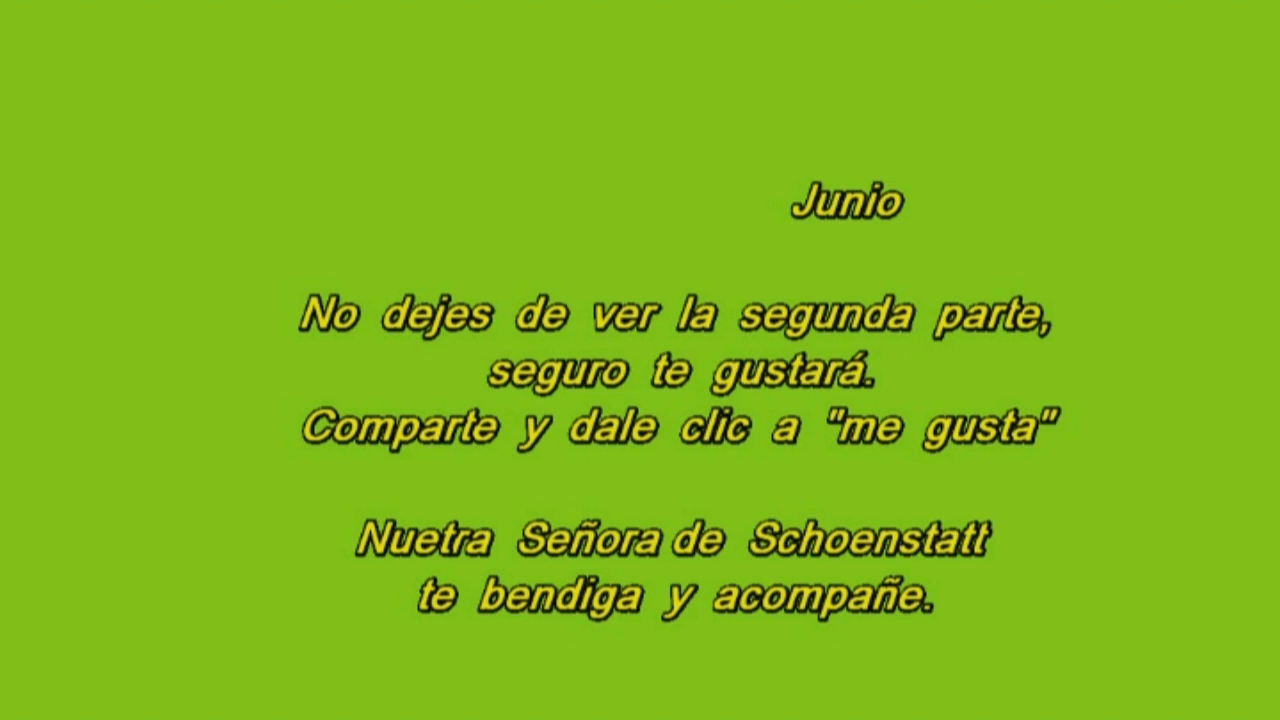 Junio
No dejes de ver la segunda parte,
seguro te gustará.
Comparte y dale clic a "me gusta"
Nuetra Señora de Schoenstatt
te bendiga y acompañe.